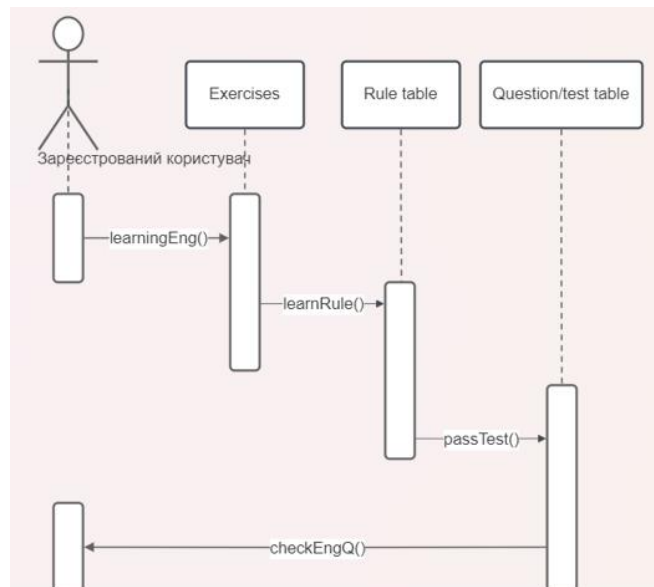 Exercises
Rule table
Question/test table
Зареєстрований користувач
learningEng()
learnRule()
passTest()
checkEngQ()